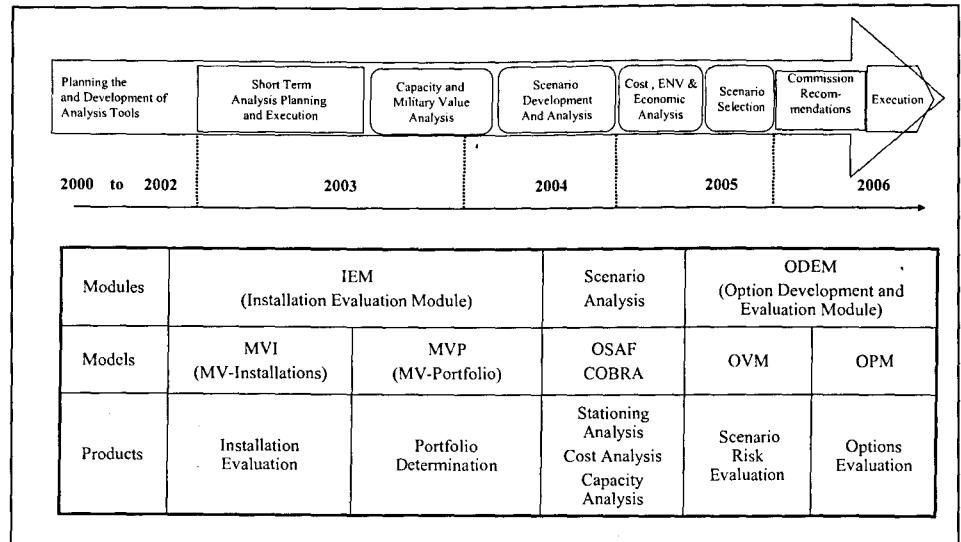 Planning the
and Development of
Analysis Tools
Short Term
Analysis Planning
and Execution
Capacity and
Military Value
Analysis
Scenario
Development
And Analysis
Cost , ENV &
Economic
Analysis
Scenario
Selection
Commission
Recom-
mendations
Execution
2000 to 2002
2003
2004
2005
2006
Modules
IEM
(Installation Evaluation Module)
Scenario
Analysis
ODEM
(Option Development and
Evaluation Module)
Models
MVI
(MV-Installations)
MVP
(MV-Portfolio)
OSAF
COBRA
OVM
OPM
Products
Installation
Evaluation
Portfolio
Determination
Stationing
Analysis
Cost Analysis
Capacity
Analysis
Scenario
Risk
Evaluation
Options
Evaluation